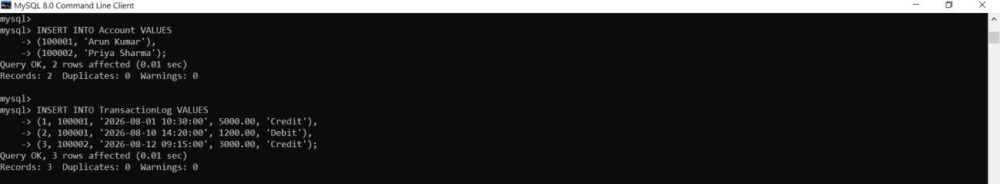 MySQL 8.0 Command Line Client
mysql>
mysql> INSERT INTO Account VALUES
    -> (100001, 'Arun Kumar'),
    -> (100002, 'Priya Sharma');
Query OK, 2 rows affected (0.01 sec)
Records: 2  Duplicates: 0  Warnings: 0

mysql>
mysql> INSERT INTO TransactionLog VALUES
    -> (1, 100001, '2026-08-01 10:30:00', 5000.00, 'Credit'),
    -> (2, 100001, '2026-08-10 14:20:00', 1200.00, 'Debit'),
    -> (3, 100002, '2026-08-12 09:15:00', 3000.00, 'Credit');
Query OK, 3 rows affected (0.01 sec)
Records: 3  Duplicates: 0  Warnings: 0